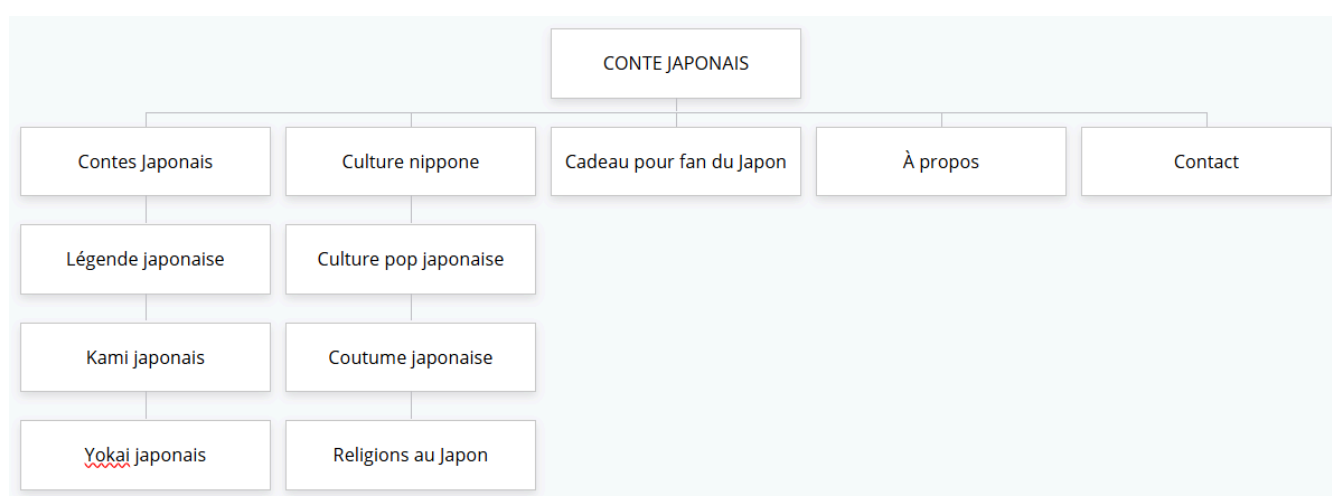 CONTE JAPONAIS
Contes Japonais
Culture nippone
Cadeau pour fan du Japon
À propos
Contact
Légende japonaise
Culture pop japonaise
Kami japonais
Coutume japonaise
Yokai japonais
Religions au Japon